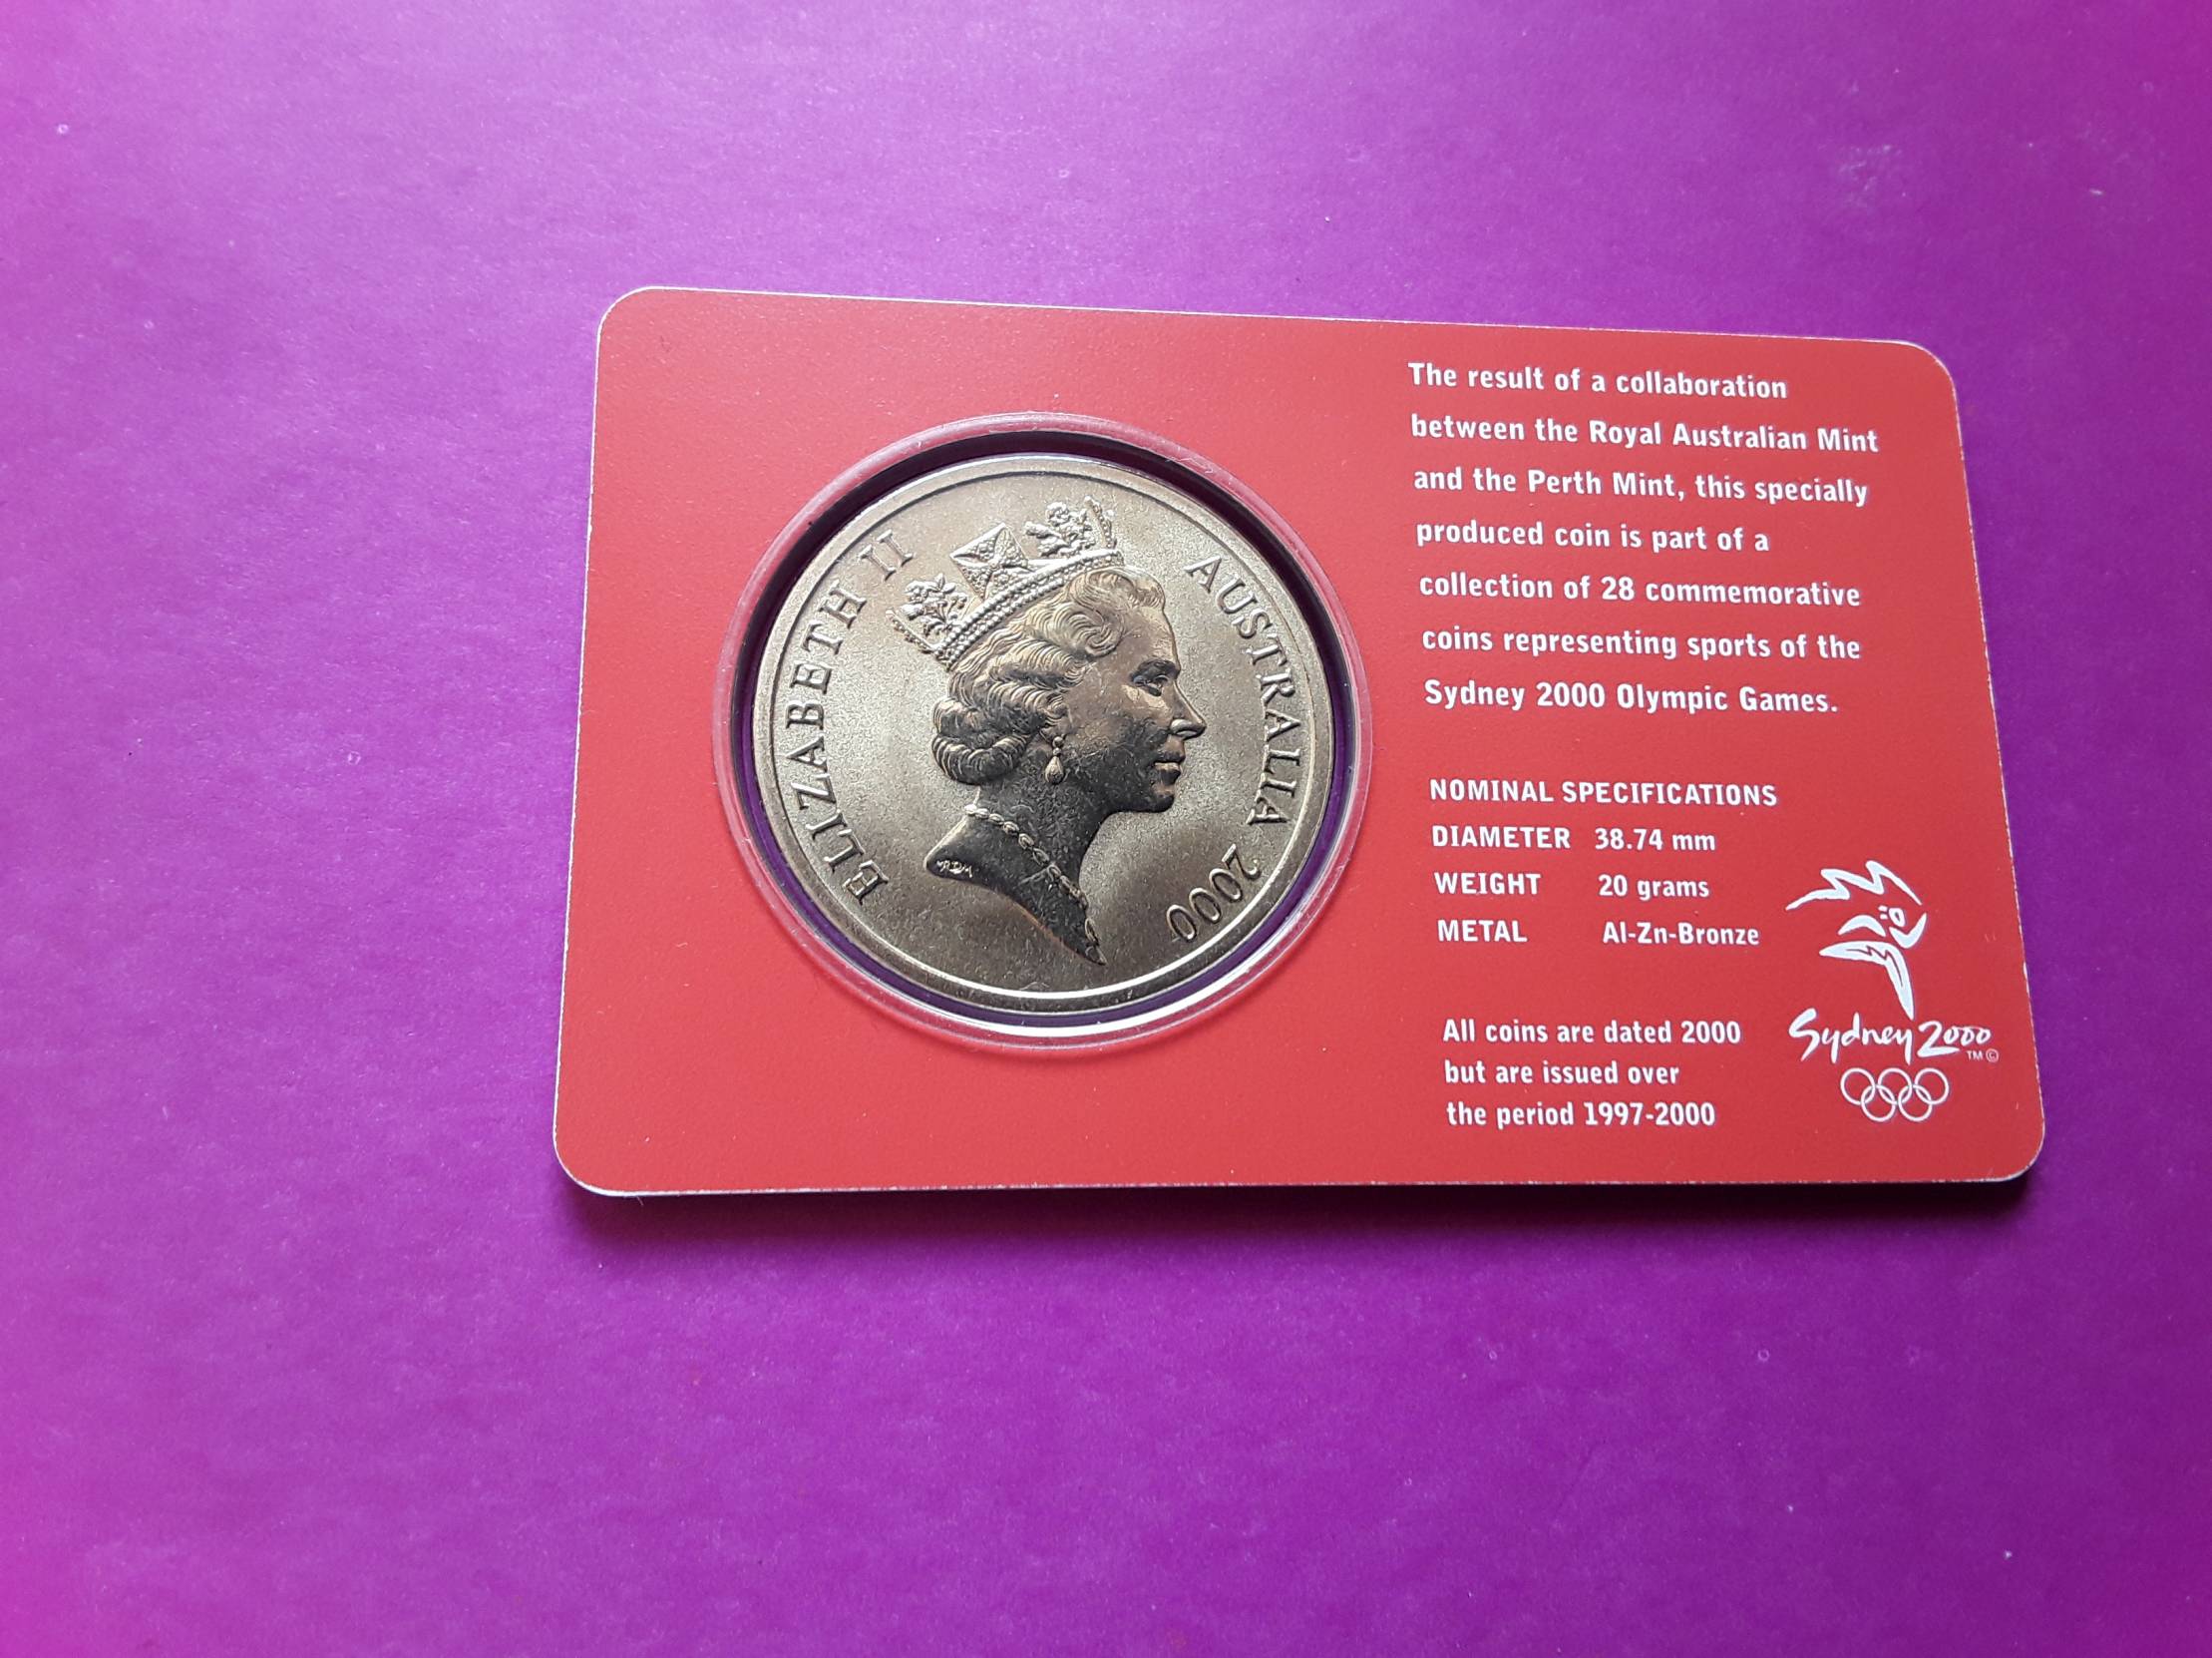 ELIZABETH II
AUSTRALIA 2000
RDM
The result of a collaboration
between the Royal Australian Mint
and the Perth Mint, this specially
produced coin is part of a
collection of 28 commemorative
coins representing sports of the
Sydney 2000 Olympic Games.
NOMINAL SPECIFICATIONS
DIAMETER 38.74 mm
WEIGHT 20 grams
METAL Al-Zn-Bronze
All coins are dated 2000
but are issued over
the period 1997-2000
Sydney 2000
TM ©